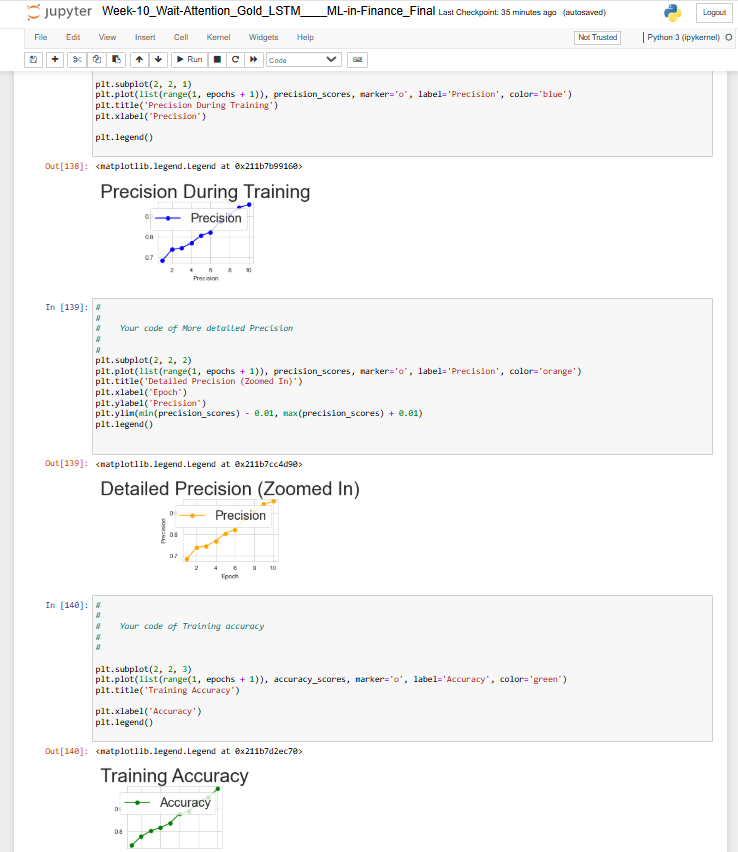 jupyter Week-10_Wait-Attention_Gold_LSTM____ML-in-Finance_Final Last Checkpoint: 35 minutes ago (autosaved)
Logout
File Edit View Insert Cell Kernel Widgets Help
Not Trusted
Python 3 (ipykernel)
Run
Code
plt.subplot(2, 2, 1)
plt.plot(list(range(1, epochs + 1)), precision_scores, marker='o', label='Precision', color='blue')
plt.title('Precision During Training')
plt.xlabel('Precision')
plt.legend()
Out[138]: <matplotlib.legend.Legend at 0x211b7b99160>
Precision During Training
Precision
0.8
0.7
2 4 6 8 10
Precision
In [139]: #
#
# Your code of More detailed Precision
#
#
plt.subplot(2, 2, 2)
plt.plot(list(range(1, epochs + 1)), precision_scores, marker='o', label='Precision', color='orange')
plt.title('Detailed Precision (Zoomed In)')
plt.xlabel('Epoch')
plt.ylabel('Precision')
plt.ylim(min(precision_scores) - 0.01, max(precision_scores) + 0.01)
plt.legend()
Out[139]: <matplotlib.legend.Legend at 0x211b7cc4d90>
Detailed Precision (Zoomed In)
Precision
Precision
0.8
0.7
2 4 6 8 10
Epoch
In [140]: #
#
# Your code of Training accuracy
#
#
plt.subplot(2, 2, 3)
plt.plot(list(range(1, epochs + 1)), accuracy_scores, marker='o', label='Accuracy', color='green')
plt.title('Training Accuracy')
plt.xlabel('Accuracy')
plt.legend()
Out[140]: <matplotlib.legend.Legend at 0x211b7d2ec70>
Training Accuracy
Accuracy
0.8